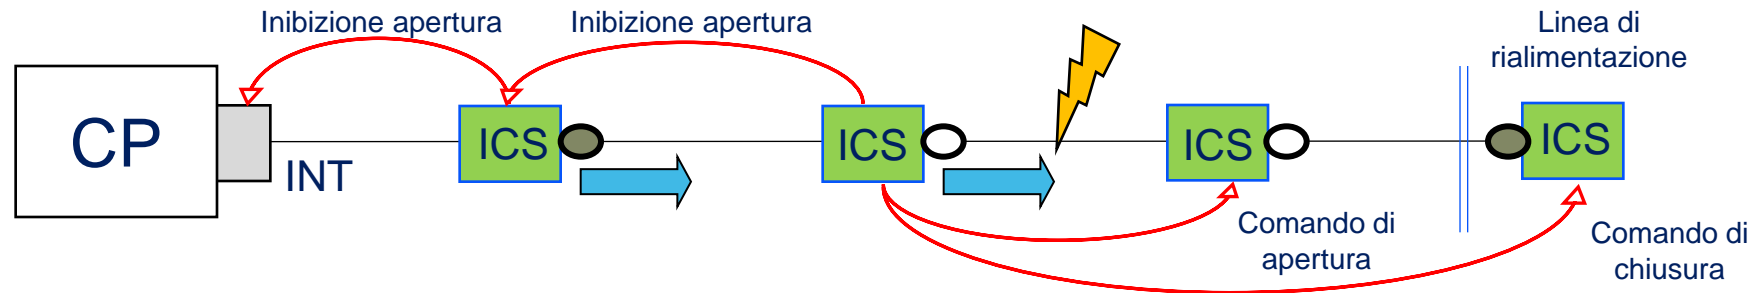 Inibizione apertura
Inibizione apertura
Linea di
rialimentazione
CP
INT
ICS
ICS
ICS
ICS
Comando di
apertura
Comando di
chiusura